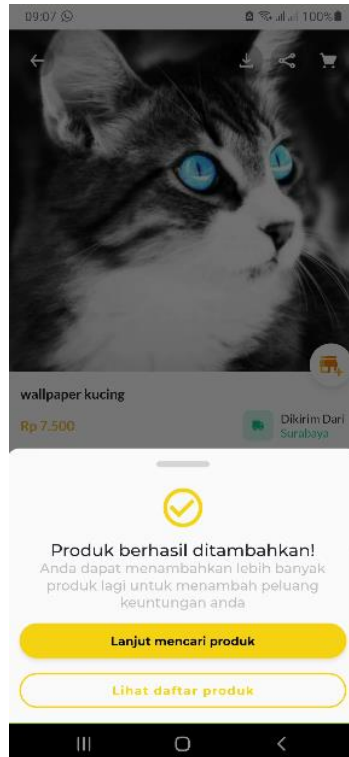 09:07
100%
wallpaper kucing
Rp 7.500
Dikirim Dari
Surabaya
Produk berhasil ditambahkan!
Anda dapat menambahkan lebih banyak
produk lagi untuk menambah peluang
keuntungan anda
Lanjut mencari produk
Lihat daftar produk